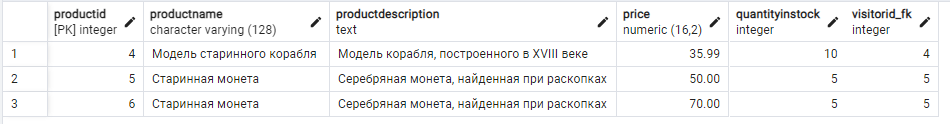 productid productname productdescription price quantityinstock visitorid_fk
[PK] integer character varying (128) text numeric (16,2) integer integer
1 4 Модель старинного корабля Модель корабля, построенного в XVIII веке 35.99 10 4
2 5 Старинная монета Серебряная монета, найденная при раскопках 50.00 5 5
3 6 Старинная монета Серебряная монета, найденная при раскопках 70.00 5 5